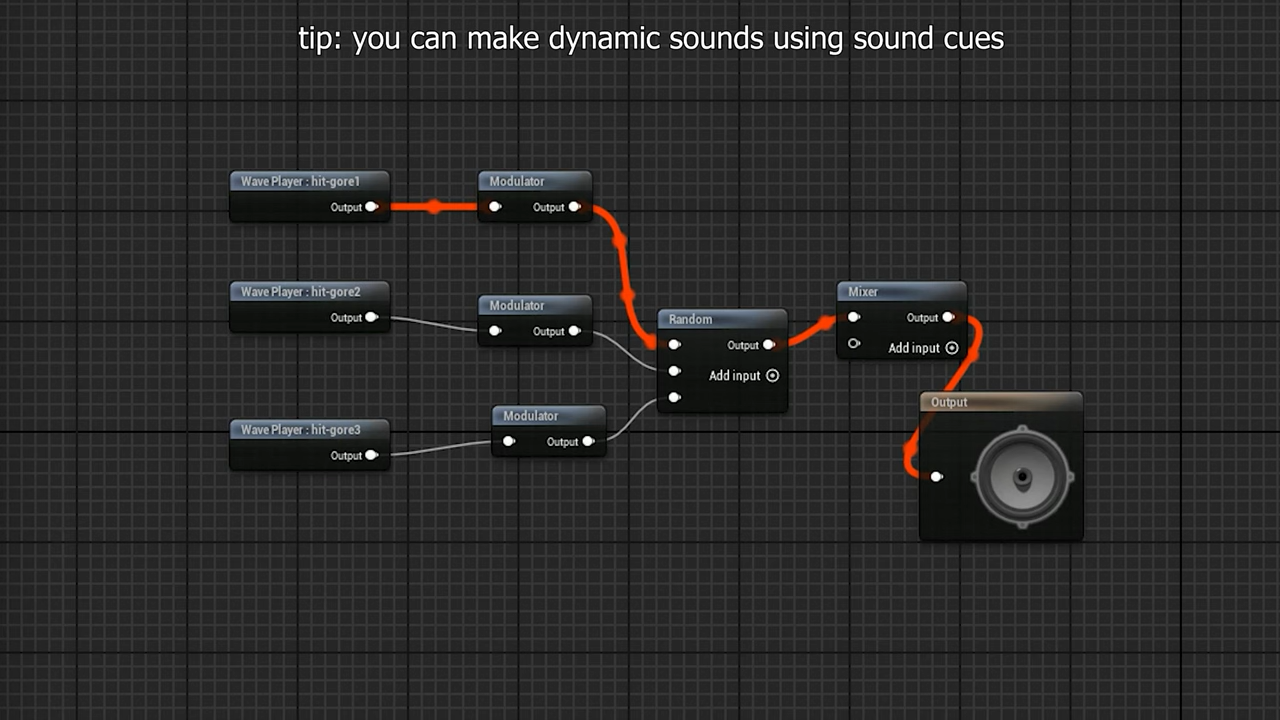 tip: you can make dynamic sounds using sound cues
Wave Player : hit-gore1
Output
Modulator
Output
Wave Player : hit-gore2
Output
Modulator
Output
Wave Player : hit-gore3
Output
Modulator
Output
Random
Output
Add input
Mixer
Output
Add input
Output